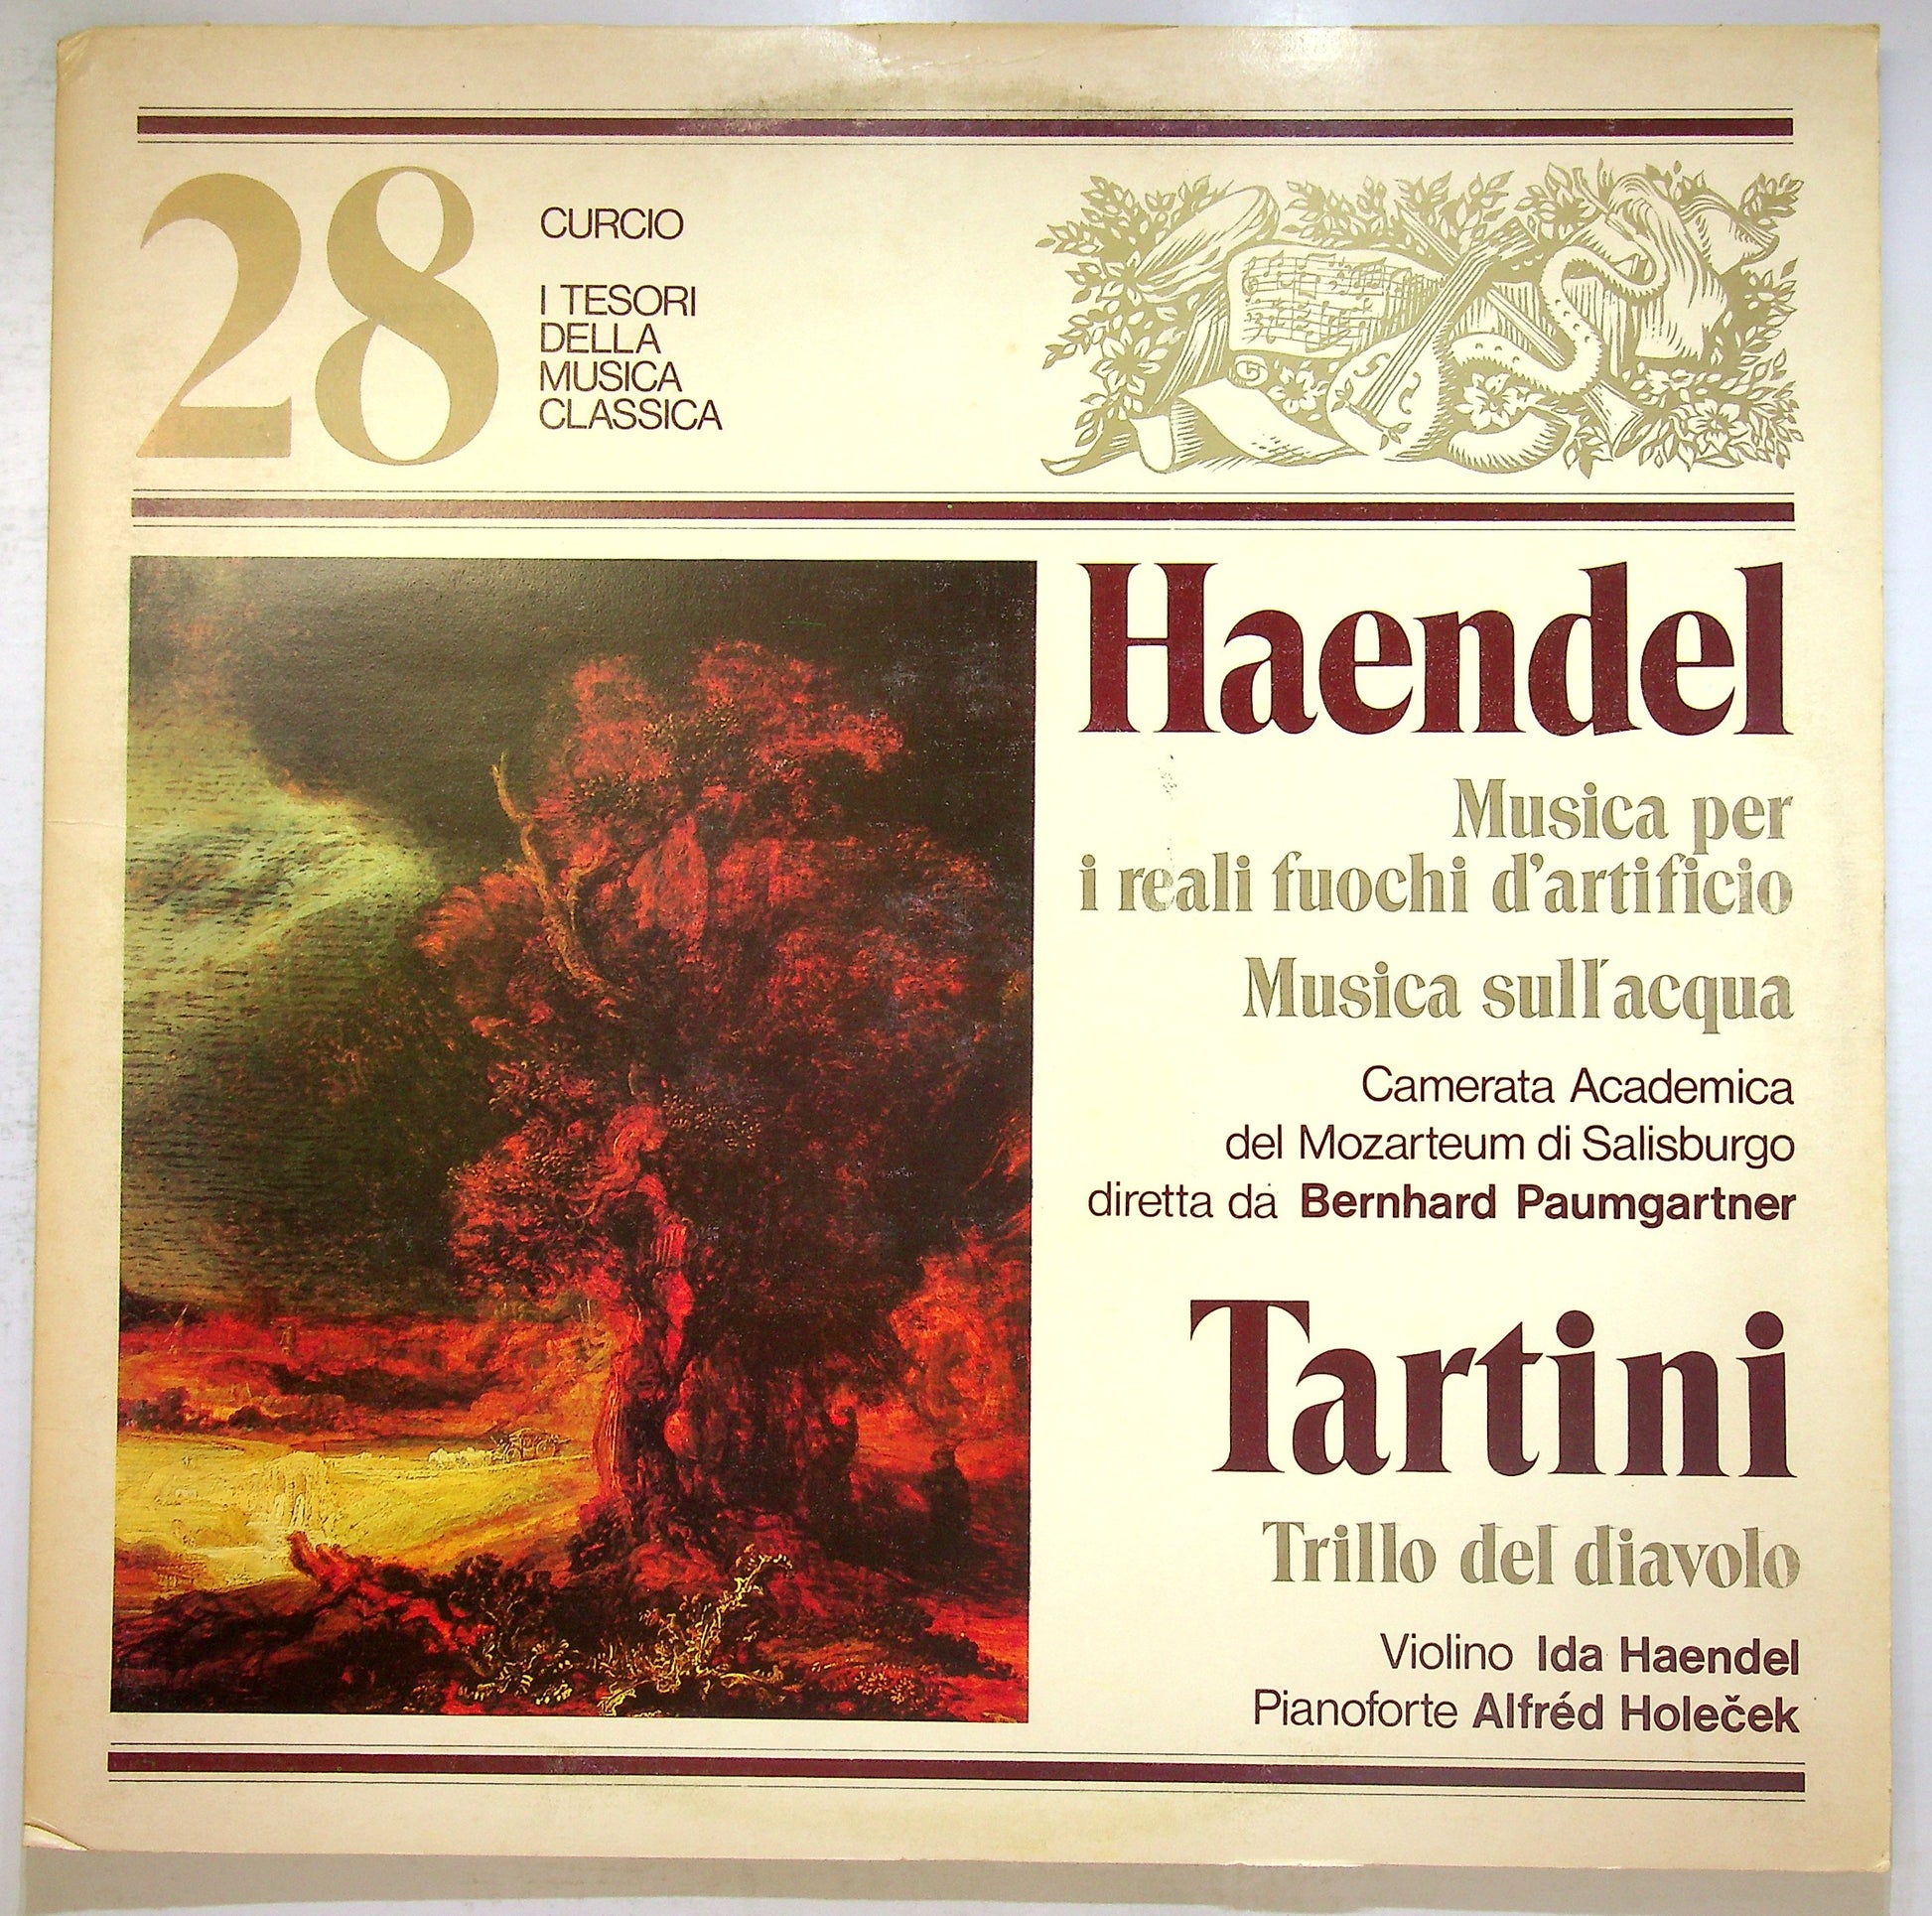 28
CURCIO
I TESORI
DELLA
MUSICA
CLASSICA
Haendel
Musica per
i reali fuochi d'artificio
Musica sull'acqua
Camerata Academica
del Mozarteum di Salisburgo
diretta da Bernhard Paumgartner
Tartini
Trillo del diavolo
Violino Ida Haendel
Pianoforte Alfréd Holeček